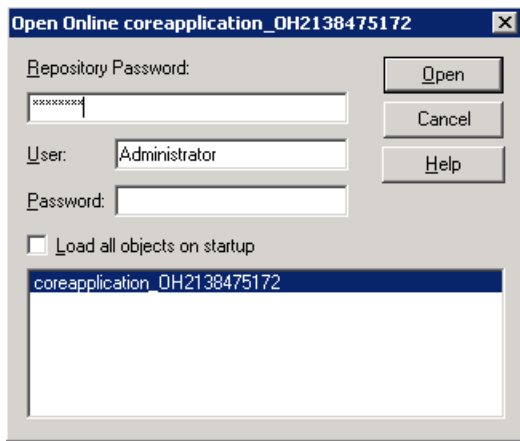 Open Online coreapplication_OH2138475172
Repository Password:
Open
********
Cancel
User: Administrator
Help
Password:
Load all objects on startup
coreapplication_OH2138475172